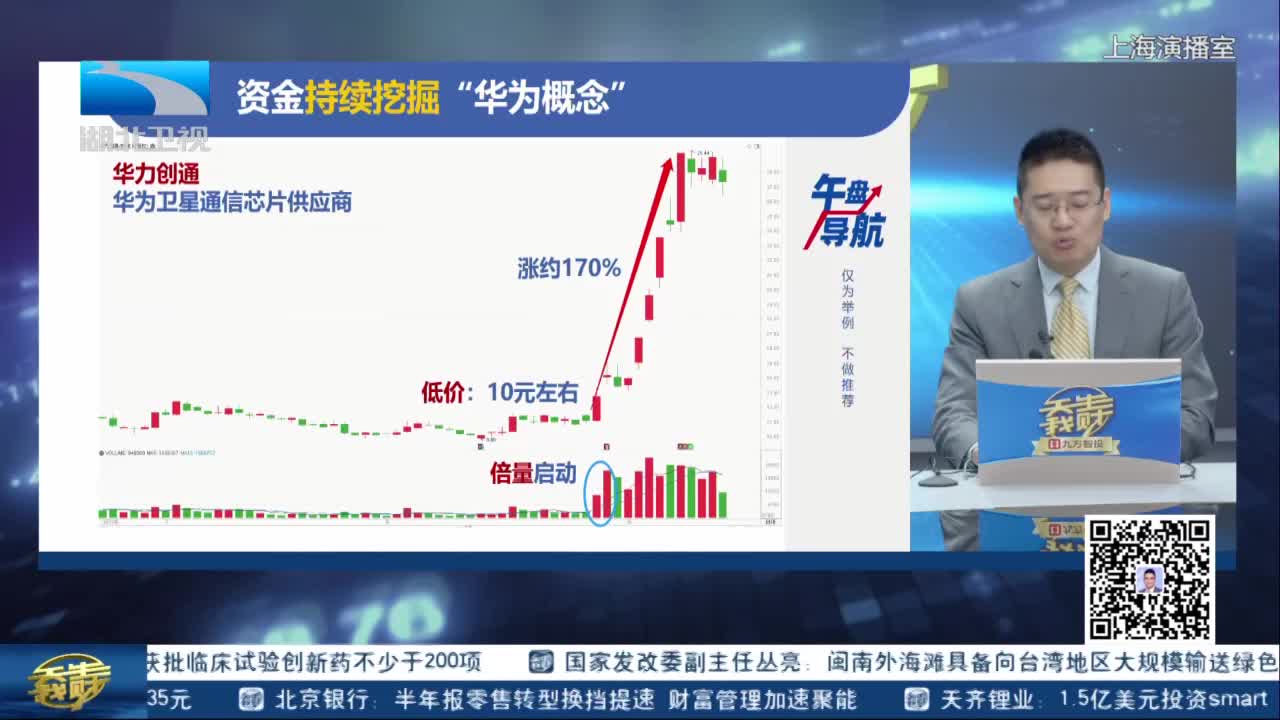 上海演播室
资金持续挖掘“华为概念”
湖北卫视
华力创通
华为卫星通信芯片供应商
涨约170%
低价：10元左右
倍量启动
午盘
导航
仅为举例 不做推荐
天生我财
九方智投
获批临床试验创新药不少于200项 国家发改委副主任丛亮：闽南外海滩具备向台湾地区大规模输送绿色
天生我财
35元 北京银行：半年报零售转型换挡提速 财富管理加速聚能 天齐锂业：1.5亿美元投资smart